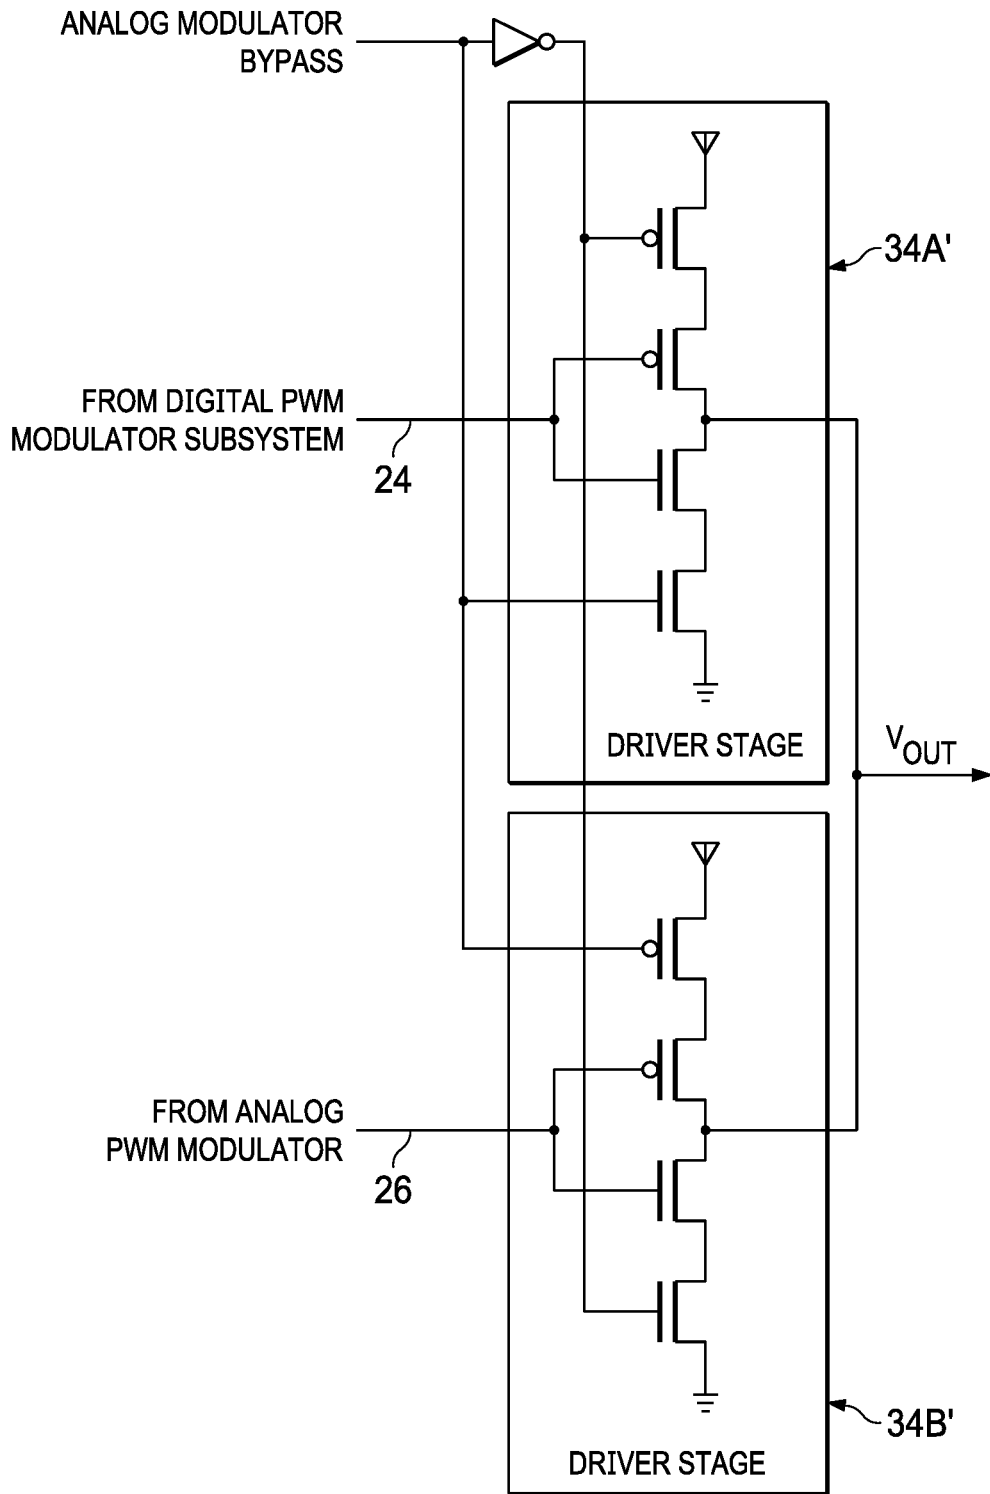 ANALOG MODULATOR
BYPASS
34A'
FROM DIGITAL PWM
MODULATOR SUBSYSTEM
24
DRIVER STAGE
VOUT
FROM ANALOG
PWM MODULATOR
26
34B'
DRIVER STAGE